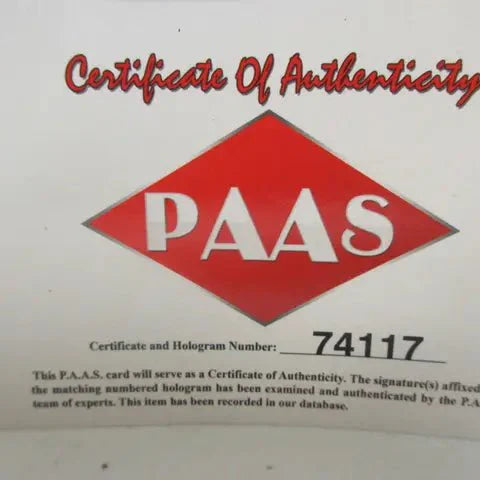 Certificate Of Authenticity
PAAS
Certificate and Hologram Number: 74117
This P.A.A.S. card will serve as a Certificate of Authenticity. The signature(s) affixed
the matching numbered hologram has been examined and authenticated by the P.A
team of experts. This item has been recorded in our database.